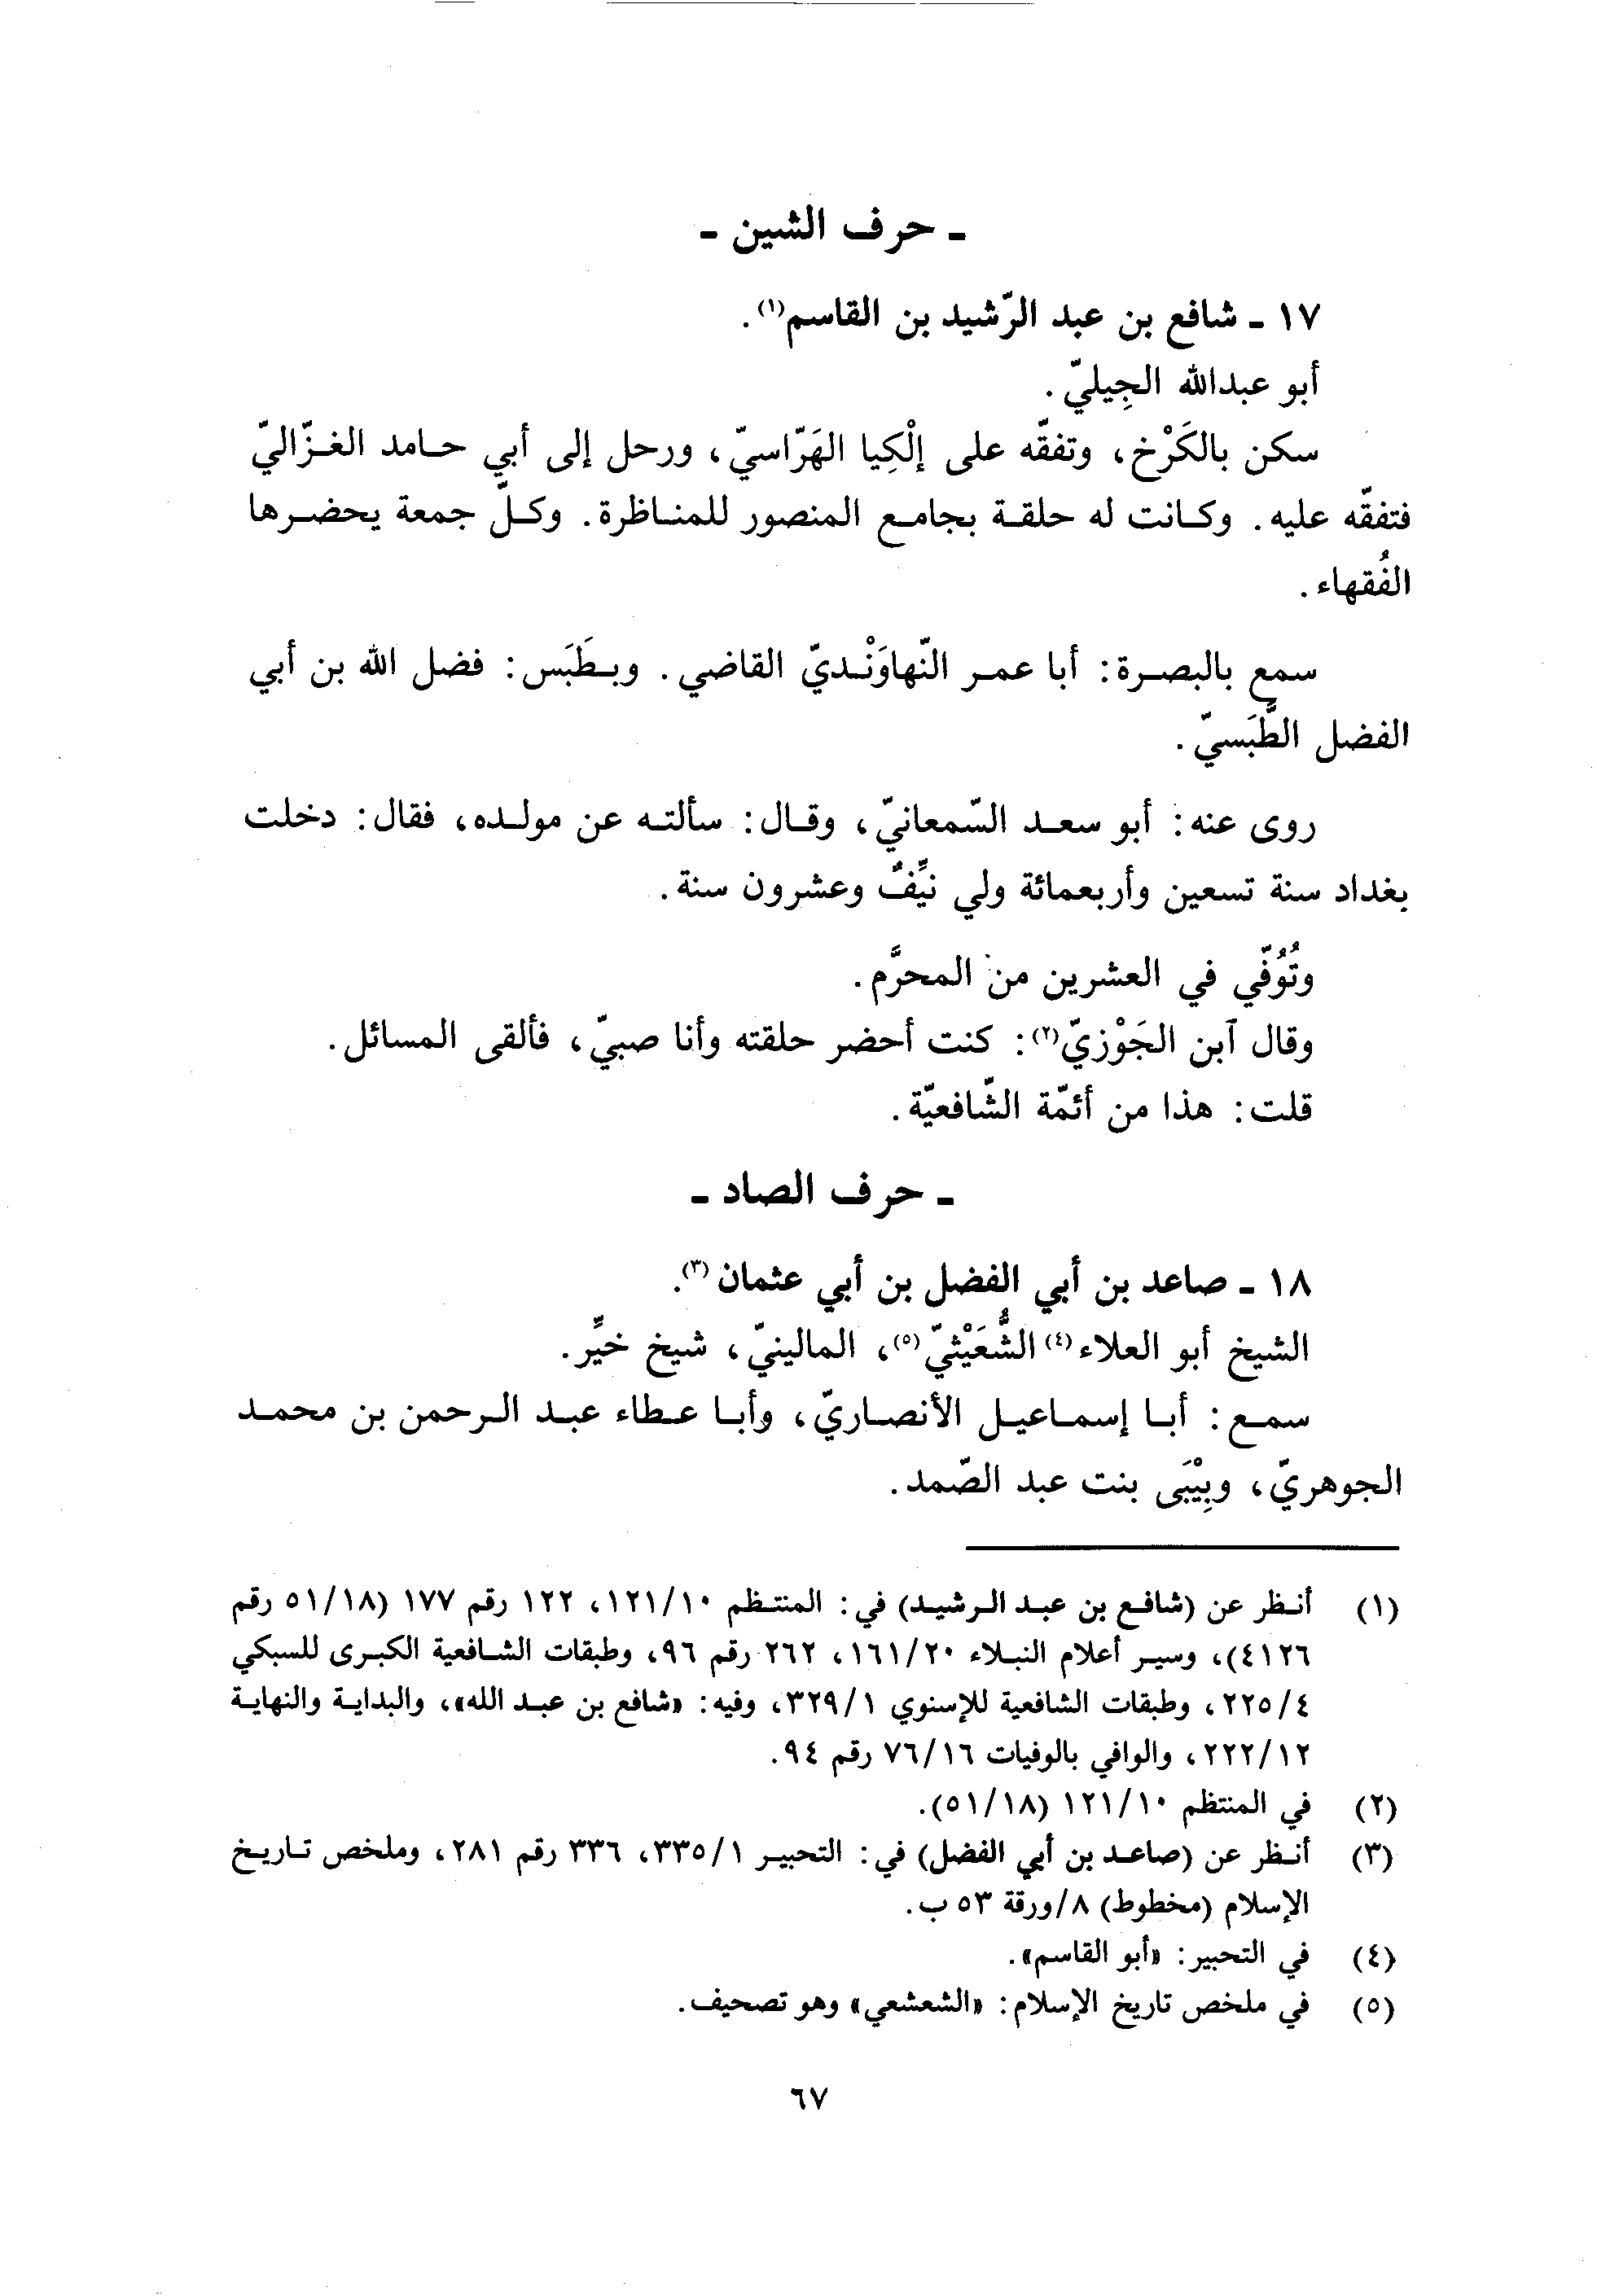 ـ حرف الشين ـ
١٧ ـ شافع بن عبد الرّشيد بن القاسم(١).
أبو عبدالله الجِيليّ.
سكن بالكَرْخ، وتفقّه على إلْكِيا الهَرّاسيّ، ورحل إلى أبي حامد الغزّاليّ
فتفقّه عليه. وكانت له حلقة بجامع المنصور للمناظرة. وكلّ جمعة يحضرها
الفُقهاء.
سمع بالبصرة: أبا عمر النّهاوَنْديّ القاضي. وبطَبَس: فضل الله بن أبي
الفضل الطَّبَسيّ.
روى عنه: أبو سعد السّمعانيّ، وقال: سألته عن مولده، فقال: دخلت
بغداد سنة تسعين وأربعمائة ولي نيِّفٌ وعشرون سنة.
وتُوُفّي في العشرين من المحرَّم.
وقال آبن الجَوْزيّ(٢): كنت أحضر حلقته وأنا صبيّ، فألقى المسائل.
قلت: هذا من أئمّة الشّافعيّة.
ـ حرف الصاد ـ
١٨ ـ صاعد بن أبي الفضل بن أبي عثمان(٣).
الشيخ أبو العلاء(٤) الشُّعَيْثيّ(٥)، المالينيّ، شيخ خيِّر.
سمع: أبا إسماعيل الأنصاريّ، وأبا عطاء عبد الرحمن بن محمد
الجوهريّ، وبِيْبَى بنت عبد الصّمد.
(١) أنظر عن (شافع بن عبد الرشيد) في: المنتظم ١٠/١٢١، ١٢٢ رقم ١٧٧ (١٨/٥١ رقم
٤١٢٦)، وسير أعلام النبلاء ٢٠/١٦١، ٢٦٢ رقم ٩٦، وطبقات الشافعية الكبرى للسبكي
٤/٢٢٥، وطبقات الشافعية للإسنوي ١/٣٢٩، وفيه: «شافع بن عبد الله»، والبداية والنهاية
١٢/٢٢٢، والوافي بالوفيات ١٦/٧٦ رقم ٩٤.
(٢) في المنتظم ١٠/١٢١ (١٨/٥١).
(٣) أنظر عن (صاعد بن أبي الفضل) في: التحبير ١/٣٣٥، ٣٣٦ رقم ٢٨١، وملخص تاريخ
الإسلام (مخطوط) ٨/ورقة ٥٣ ب.
(٤) في التحبير: «أبو القاسم».
(٥) في ملخص تاريخ الإسلام: «الشعشعي» وهو تصحيف.
٦٧